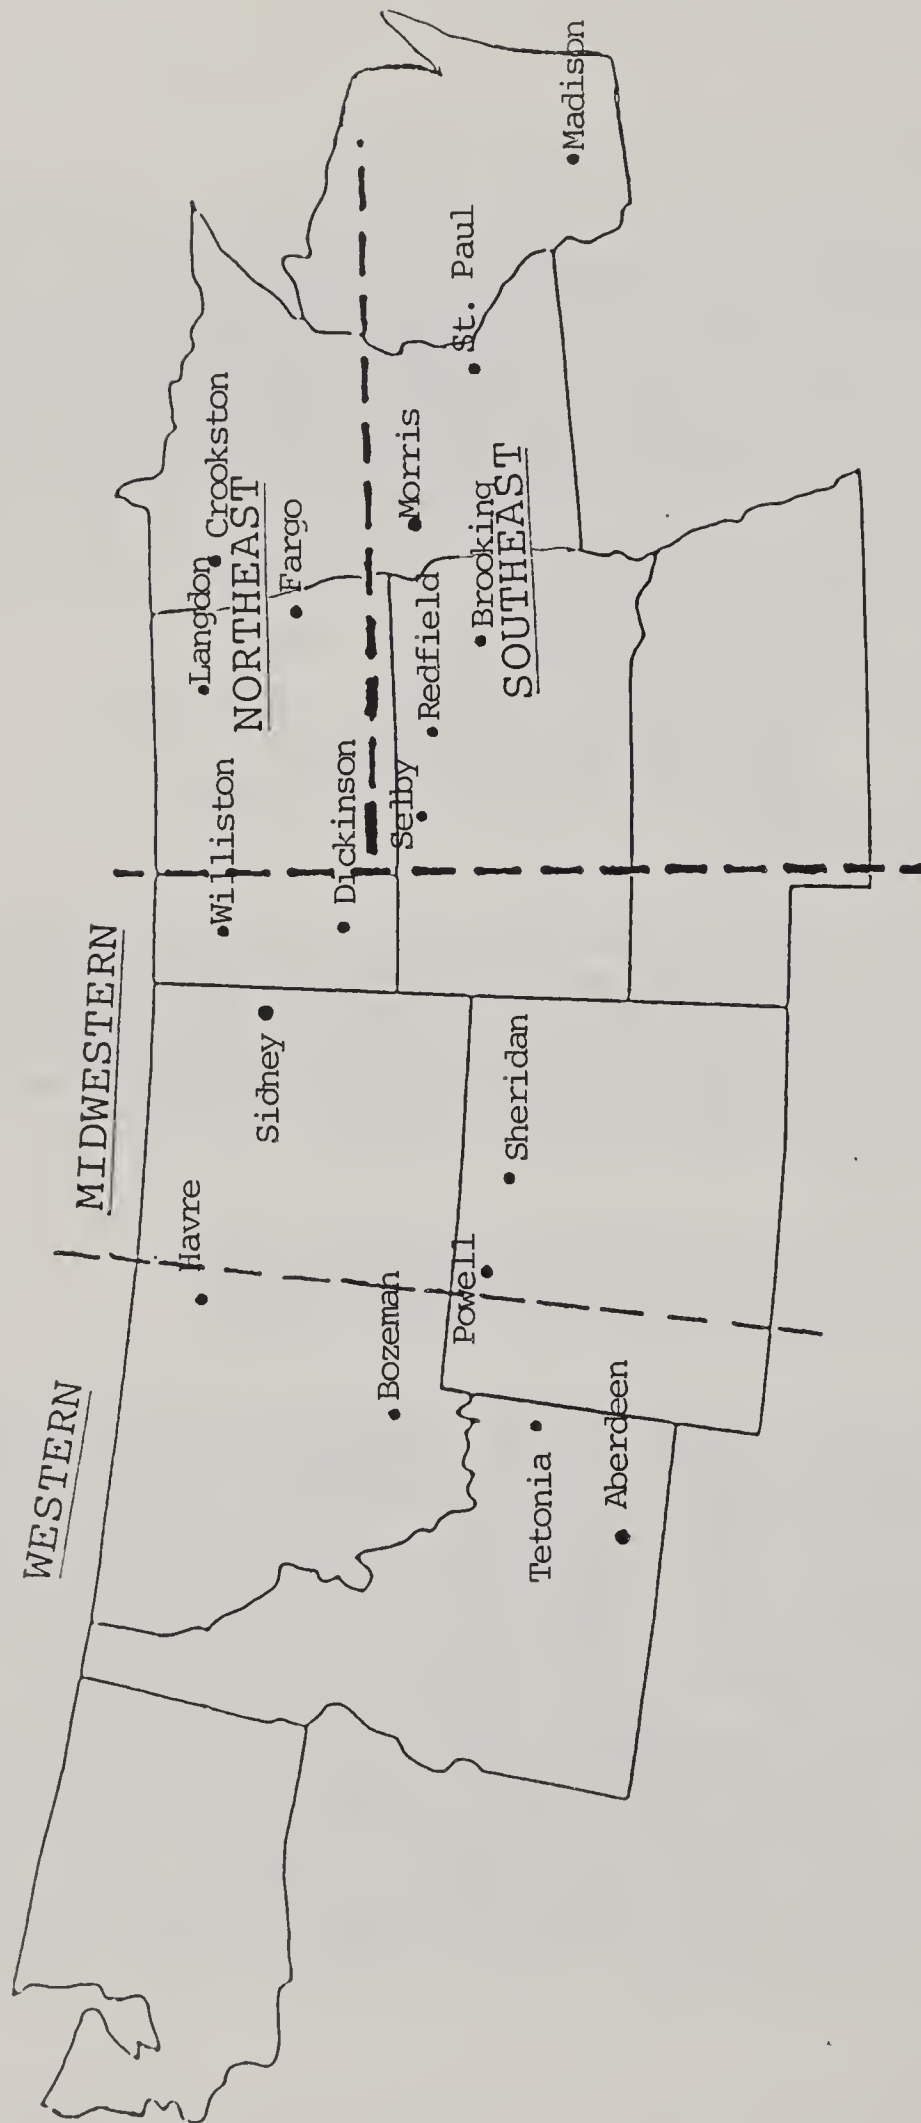 WESTERN
MIDWESTERN
Havre
Sidney
Williston
Langdon
Crookston
NORTHEAST
Fargo
Bozeman
Dickinson
Powell
Sheridan
Selby
Redfield
Morris
St. Paul
Brooking
SOUTHEAST
Madison
Tetonia
Aberdeen